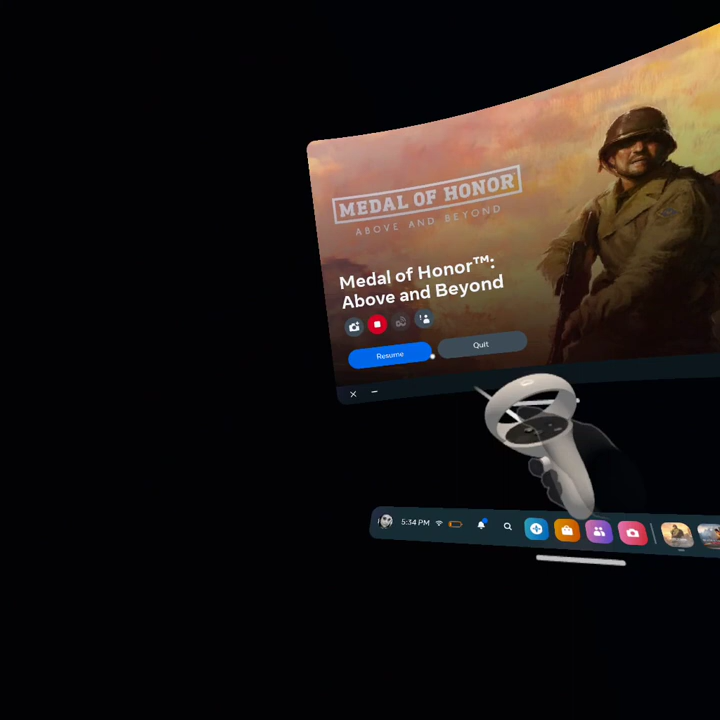 MEDAL OF HONOR
ABOVE AND BEYOND
Medal of Honor™:
Above and Beyond
Resume
Quit
5:34 PM